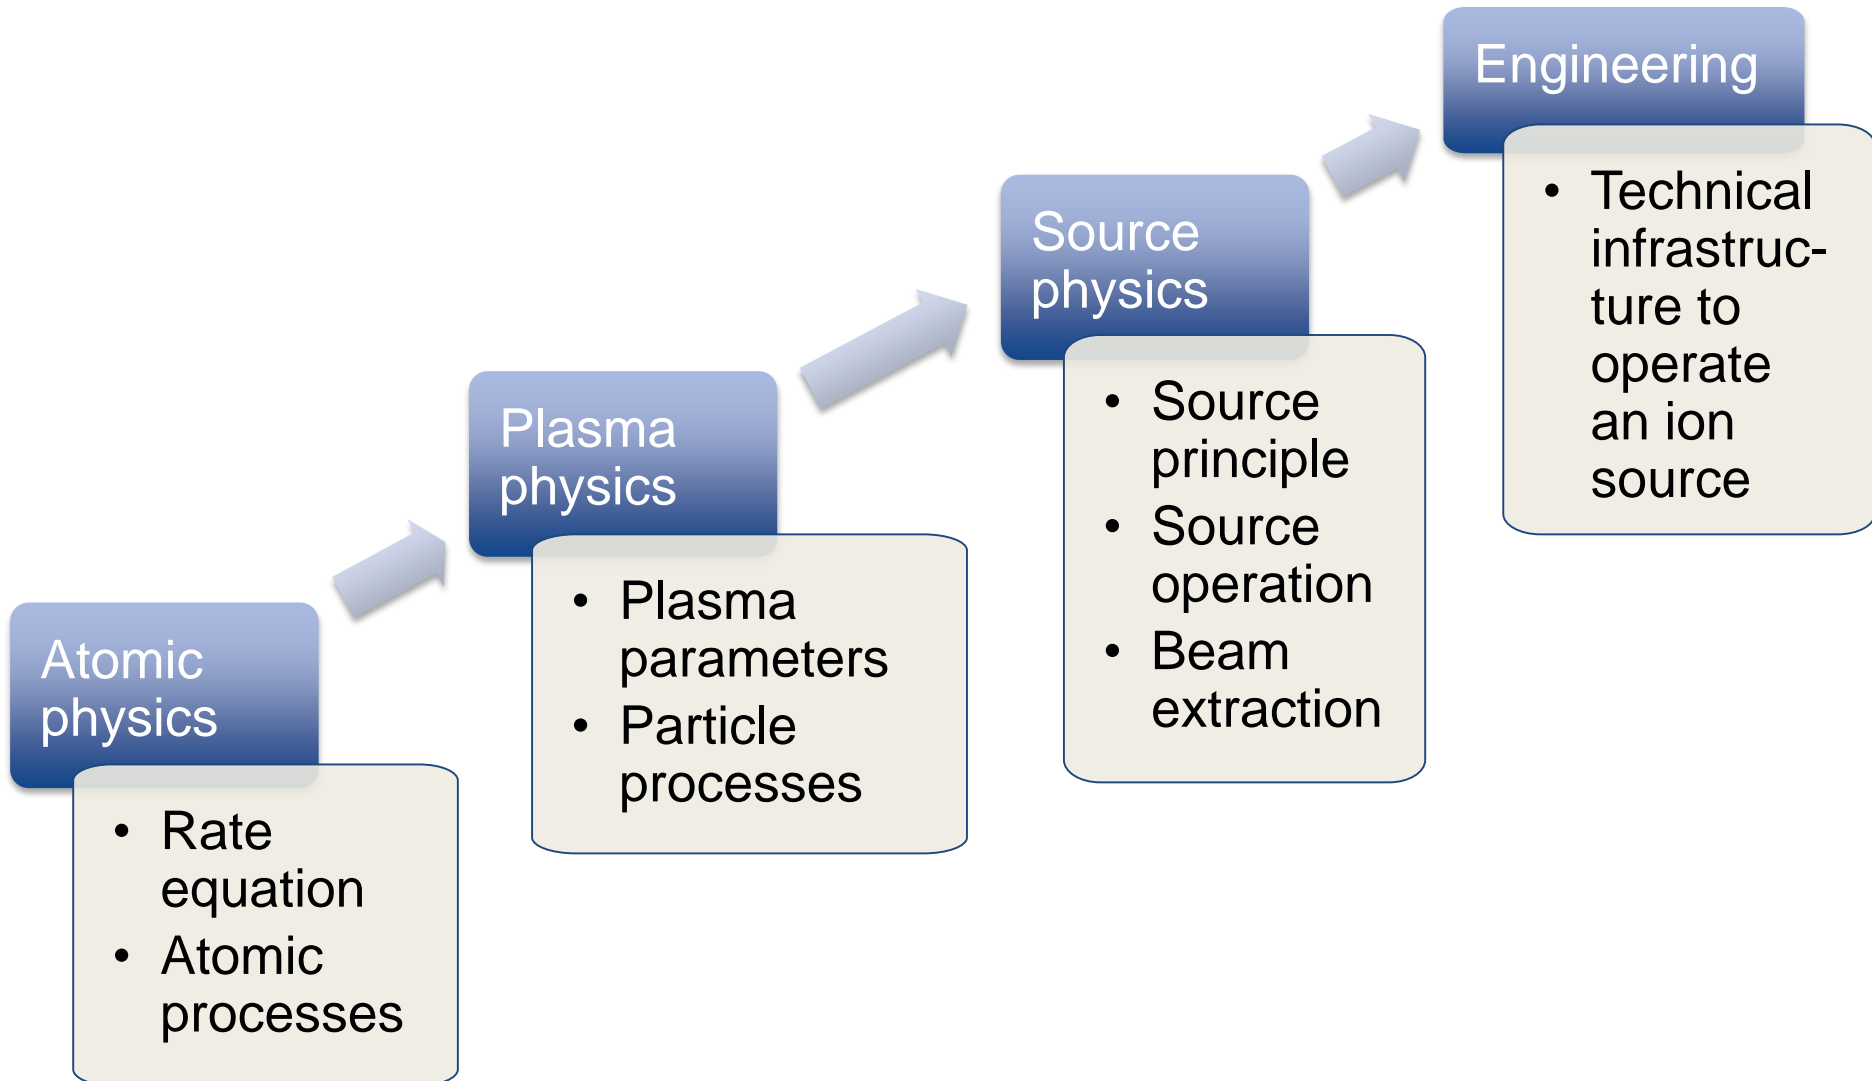 Atomic
physics
• Rate
equation
• Atomic
processes
Plasma
physics
• Plasma
parameters
• Particle
processes
Source
physics
• Source
principle
• Source
operation
• Beam
extraction
Engineering
• Technical
infrastruc-
ture to
operate
an ion
source